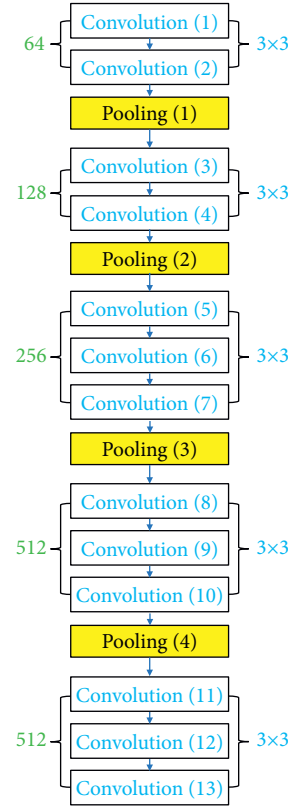 Convolution (1)
64
3×3
Convolution (2)
Pooling (1)
Convolution (3)
128
3×3
Convolution (4)
Pooling (2)
Convolution (5)
256
Convolution (6)
3×3
Convolution (7)
Pooling (3)
Convolution (8)
512
Convolution (9)
3×3
Convolution (10)
Pooling (4)
Convolution (11)
512
Convolution (12)
3×3
Convolution (13)